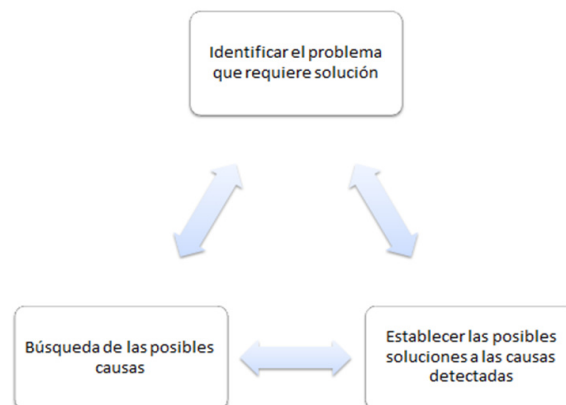 Identificar el problema
que requiere solución
Búsqueda de las posibles
causas
Establecer las posibles
soluciones a las causas
detectadas